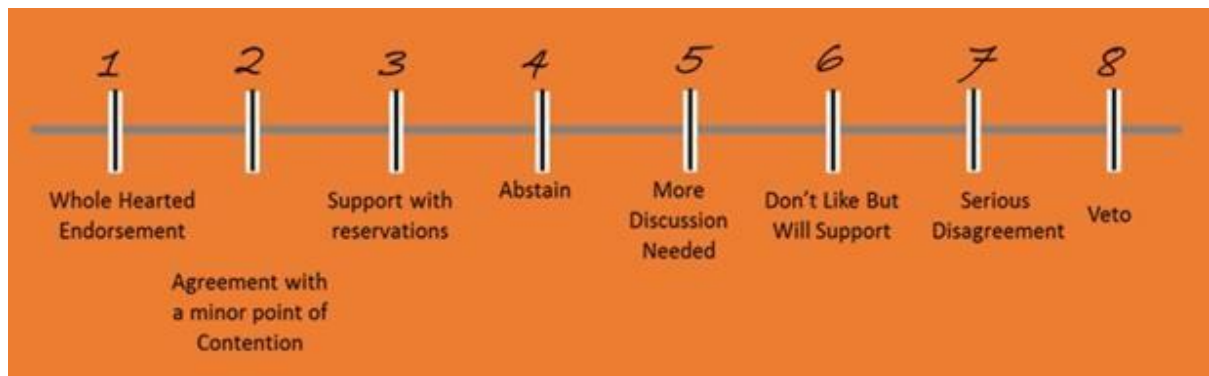 1 2 3 4 5 6 7 8
Whole Hearted
Endorsement
Agreement with
a minor point of
Contention
Support with
reservations
Abstain
More
Discussion
Needed
Don't Like But
Will Support
Serious
Disagreement
Veto